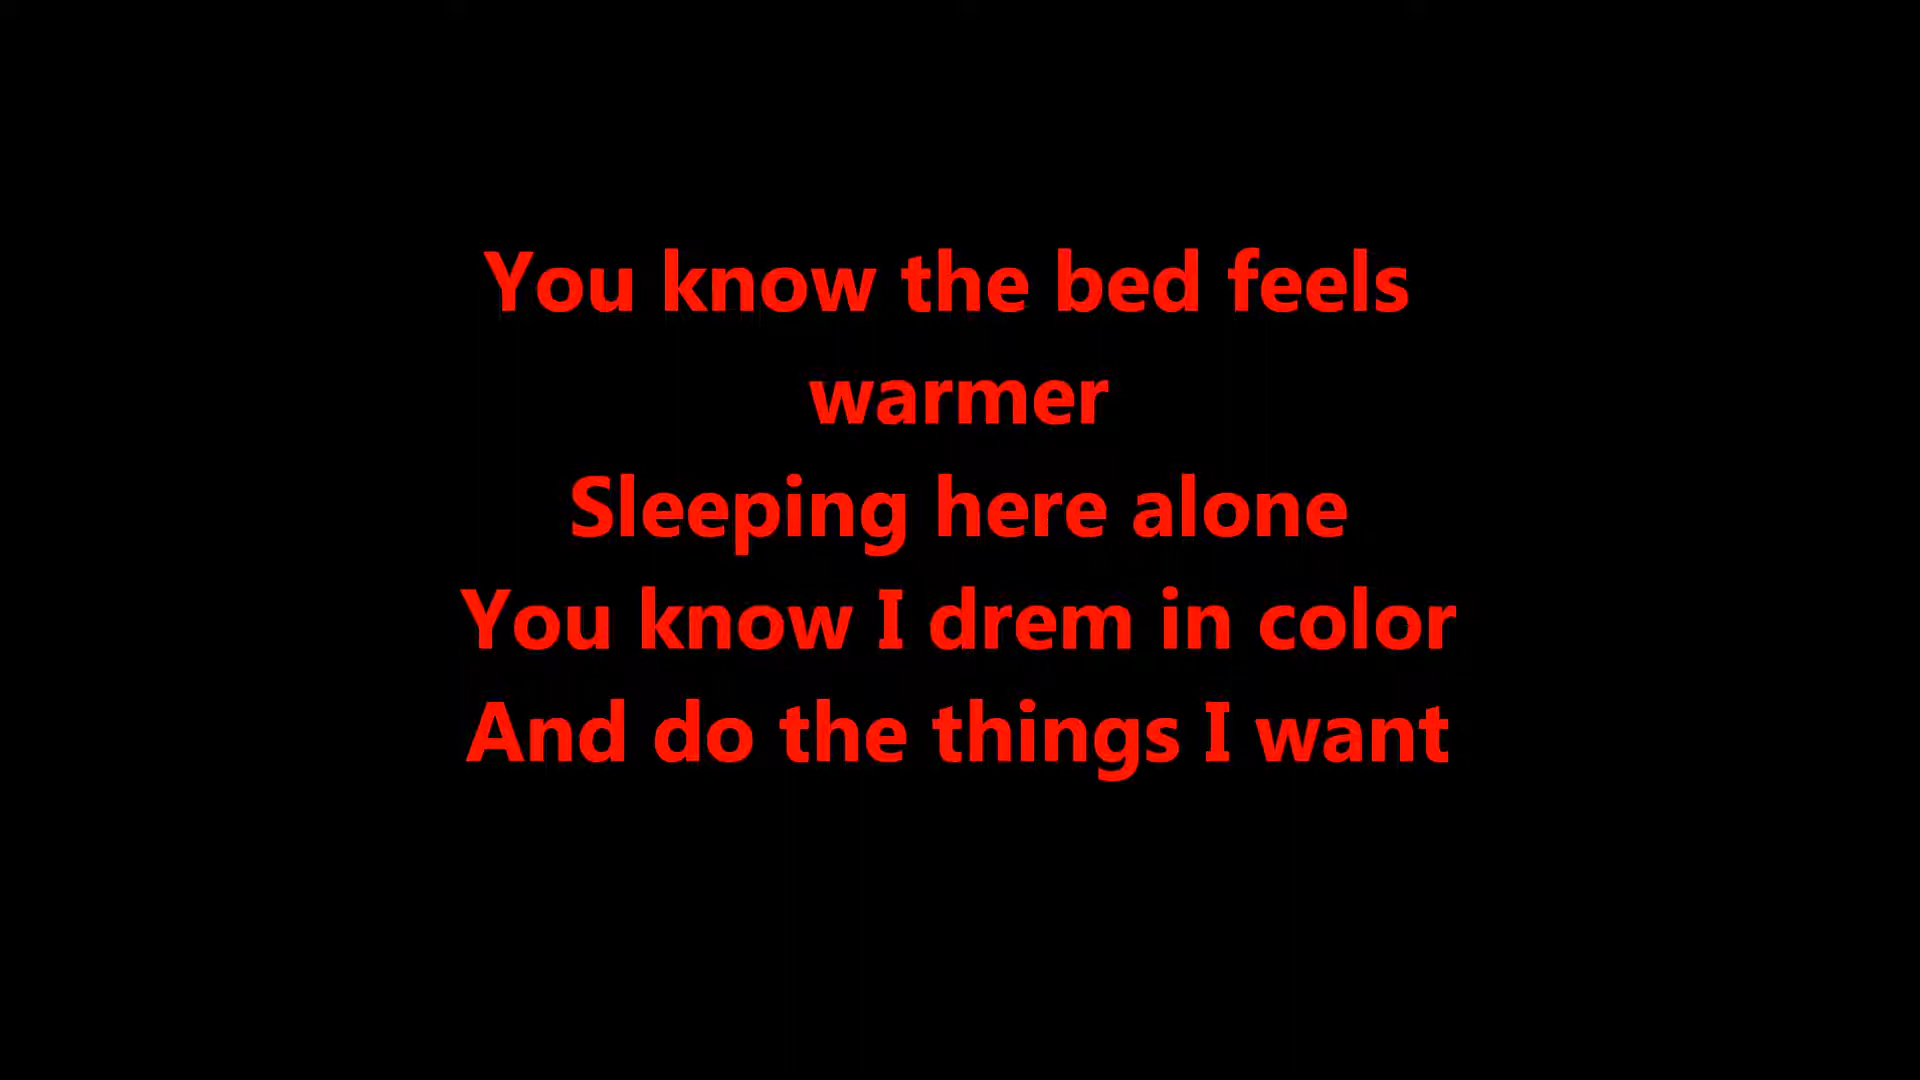 You know the bed feels
warmer
Sleeping here alone
You know I drem in color
And do the things I want